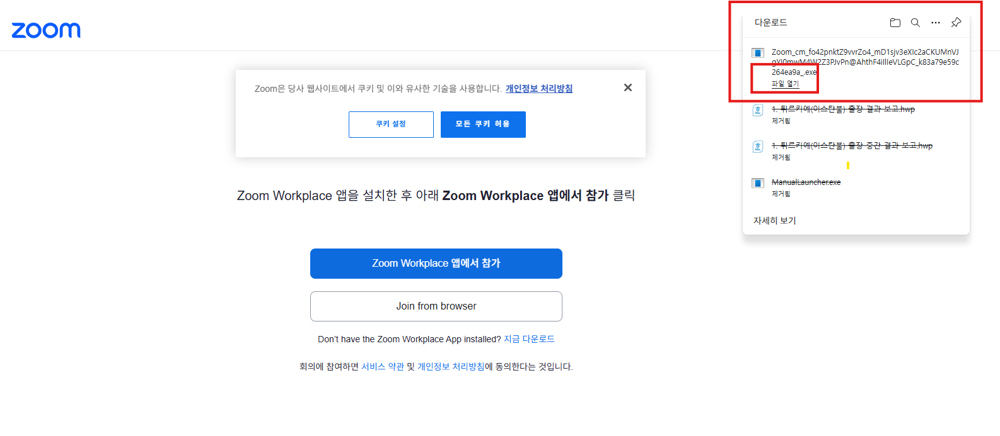 zoom
다운로드
Zoom_cm_fo42pnktZ9vvrZo4_mD1sjv3eXIc2aCKUMnVJ
264ea9a_.exe
파일 열기
Zoom은 당사 웹사이트에서 쿠키 및 이와 유사한 기술을 사용합니다. 개인정보 처리방침
쿠키 설정
모든 쿠키 허용
1. 튀르키예(이스탄불) 출장 결과 보고.hwp
제거됨
1. 튀르키예(이스탄불) 출장 중간 결과 보고.hwp
제거됨
ManualLauncher.exe
제거됨
자세히 보기
Zoom Workplace 앱을 설치한 후 아래 Zoom Workplace 앱에서 참가 클릭
Zoom Workplace 앱에서 참가
Join from browser
Don't have the Zoom Workplace App installed? 지금 다운로드
회의에 참여하면 서비스 약관 및 개인정보 처리방침에 동의한다는 것입니다.